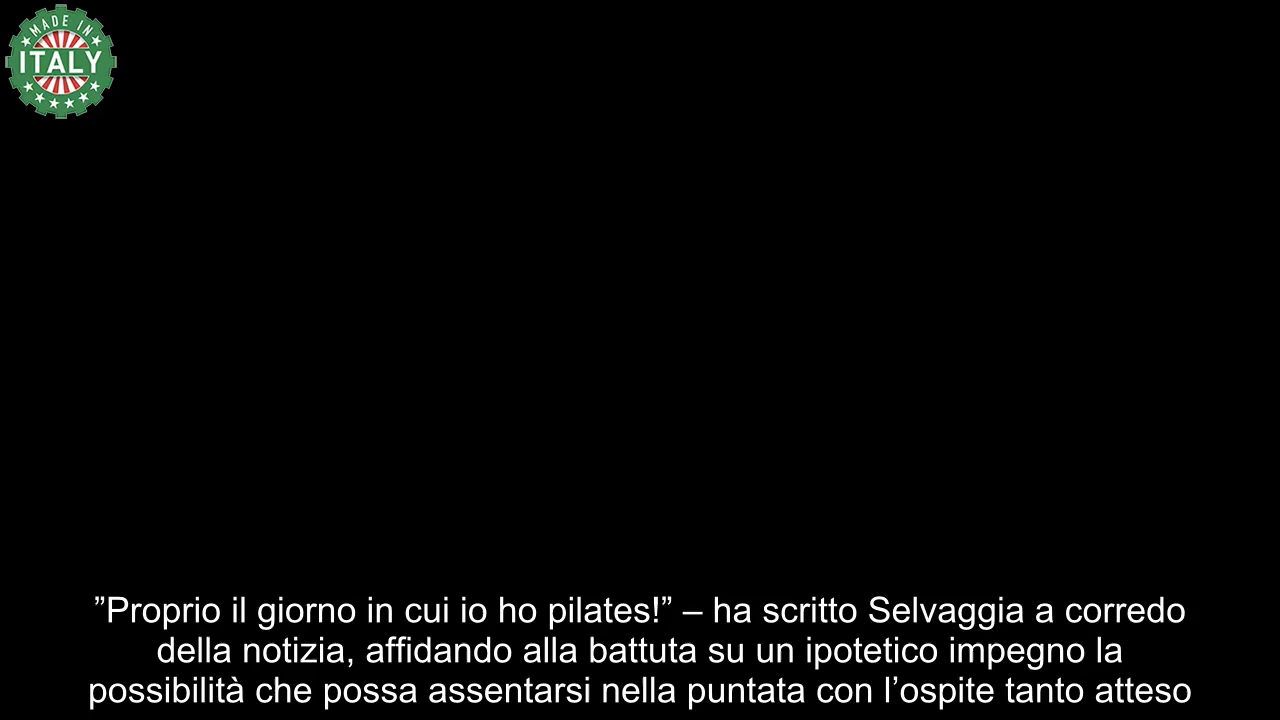 MADE IN
ITALY
”Proprio il giorno in cui io ho pilates!” – ha scritto Selvaggia a corredo
della notizia, affidando alla battuta su un ipotetico impegno la
possibilità che possa assentarsi nella puntata con l’ospite tanto atteso